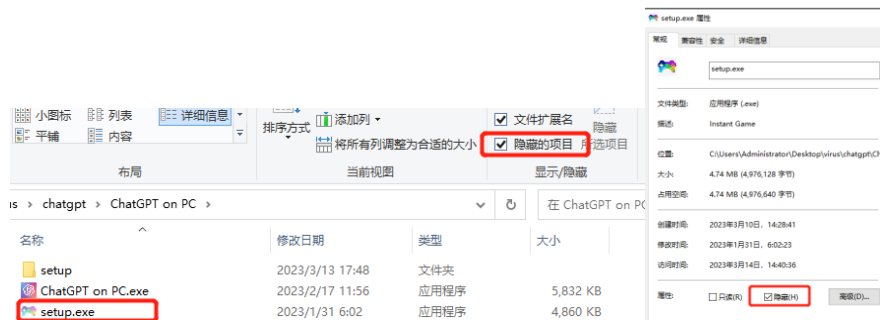 小图标 列表 详细信息
平铺 内容
排序方式
添加列
将所有列调整为合适的大小
文件扩展名
隐藏的项目
隐藏
所选项目
布局 当前视图 显示/隐藏
us › chatgpt › ChatGPT on PC ›
在 ChatGPT on PC
名称 修改日期 类型 大小
setup 2023/3/13 17:48 文件夹
ChatGPT on PC.exe 2023/2/17 11:56 应用程序 5,832 KB
setup.exe 2023/1/31 6:02 应用程序 4,860 KB
setup.exe 属性
常规 兼容性 安全 详细信息
setup.exe
文件类型: 应用程序 (.exe)
描述: Instant Game
位置: C:\Users\Administrator\Desktop\virus\chatgpt\Ch
大小: 4.74 MB (4,976,128 字节)
占用空间: 4.74 MB (4,976,640 字节)
创建时间: 2023年3月10日，14:28:41
修改时间: 2023年1月31日，6:02:23
访问时间: 2023年3月14日，14:40:36
属性: 只读(R) 隐藏(H) 高级(D)...